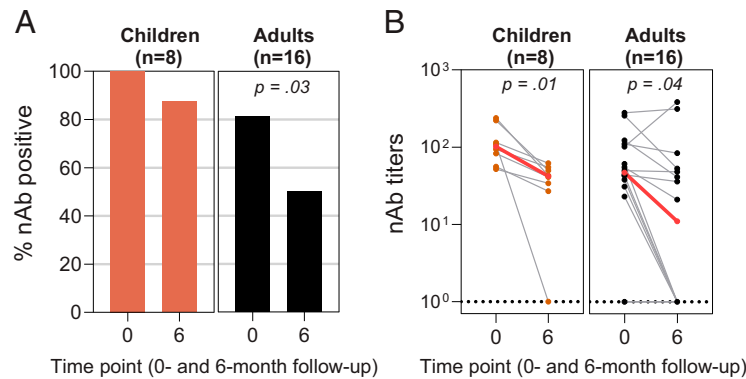 A
Children
(n=8)
Adults
(n=16)
% nAb positive
100
80
60
40
20
0
p = .03
0
6
0
6
Time point (0- and 6-month follow-up)
B
Children
(n=8)
Adults
(n=16)
nAb titers
10³
10²
10¹
10⁰
p = .01
p = .04
0
6
0
6
Time point (0- and 6-month follow-up)